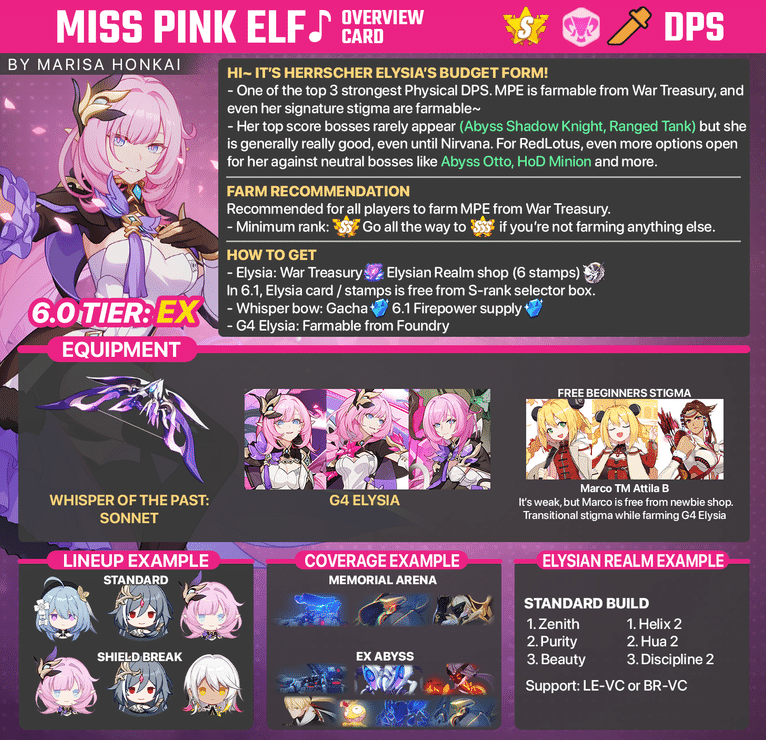 MISS PINK ELF♪ OVERVIEW CARD S DPS
BY MARISA HONKAI
HI~ IT'S HERRSCHER ELYSIA'S BUDGET FORM!
- One of the top 3 strongest Physical DPS. MPE is farmable from War Treasury, and
even her signature stigma are farmable~
- Her top score bosses rarely appear (Abyss Shadow Knight, Ranged Tank) but she
is generally really good, even until Nirvana. For RedLotus, even more options open
for her against neutral bosses like Abyss Otto, HoD Minion and more.
FARM RECOMMENDATION
Recommended for all players to farm MPE from War Treasury.
- Minimum rank: SS Go all the way to SSS if you're not farming anything else.
HOW TO GET
- Elysia: War Treasury Elysian Realm shop (6 stamps)
In 6.1, Elysia card / stamps is free from S-rank selector box.
- Whisper bow: Gacha 6.1 Firepower supply
- G4 Elysia: Farmable from Foundry
6.0 TIER: EX
EQUIPMENT
WHISPER OF THE PAST:
SONNET
G4 ELYSIA
FREE BEGINNERS STIGMA
Marco TM Attila B
It's weak, but Marco is free from newbie shop.
Transitional stigma while farming G4 Elysia
LINEUP EXAMPLE
STANDARD
SHIELD BREAK
COVERAGE EXAMPLE
MEMORIAL ARENA
EX ABYSS
ELYSIAN REALM EXAMPLE
STANDARD BUILD
1. Zenith 1. Helix 2
2. Purity 2. Hua 2
3. Beauty 3. Discipline 2
Support: LE-VC or BR-VC